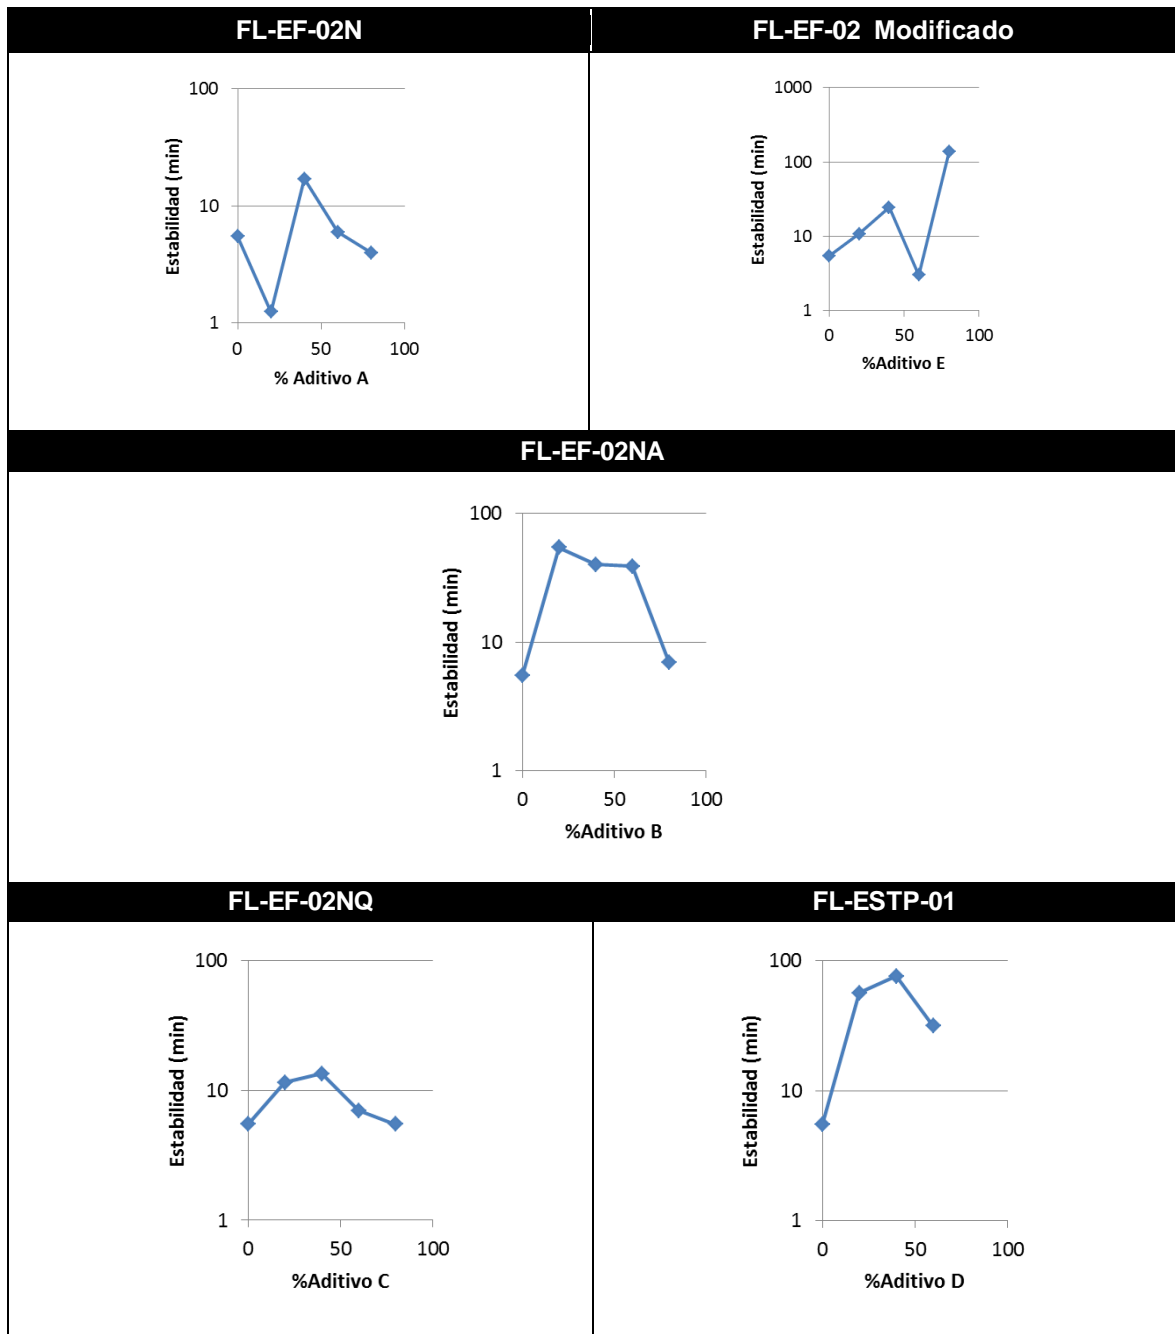 FL-EF-02N
FL-EF-02 Modificado
100
10
1
0 50 100
Estabilidad (min)
% Aditivo A
1000
100
10
1
0 50 100
Estabilidad (min)
%Aditivo E
FL-EF-02NA
100
10
1
0 50 100
Estabilidad (min)
%Aditivo B
FL-EF-02NQ
FL-ESTP-01
100
10
1
0 50 100
Estabilidad (min)
%Aditivo C
100
10
1
0 50 100
Estabilidad (min)
%Aditivo D